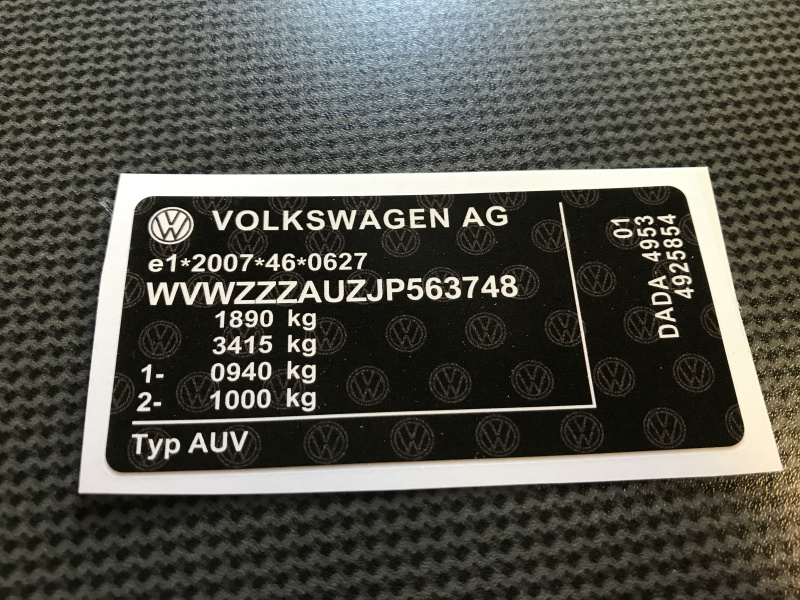 VOLKSWAGEN AG
e1*2007*46*0627
WVWZZZAUZJP563748
1890 kg
3415 kg
1- 0940 kg
2- 1000 kg
Typ AUV
01
DADA 4953
4925854